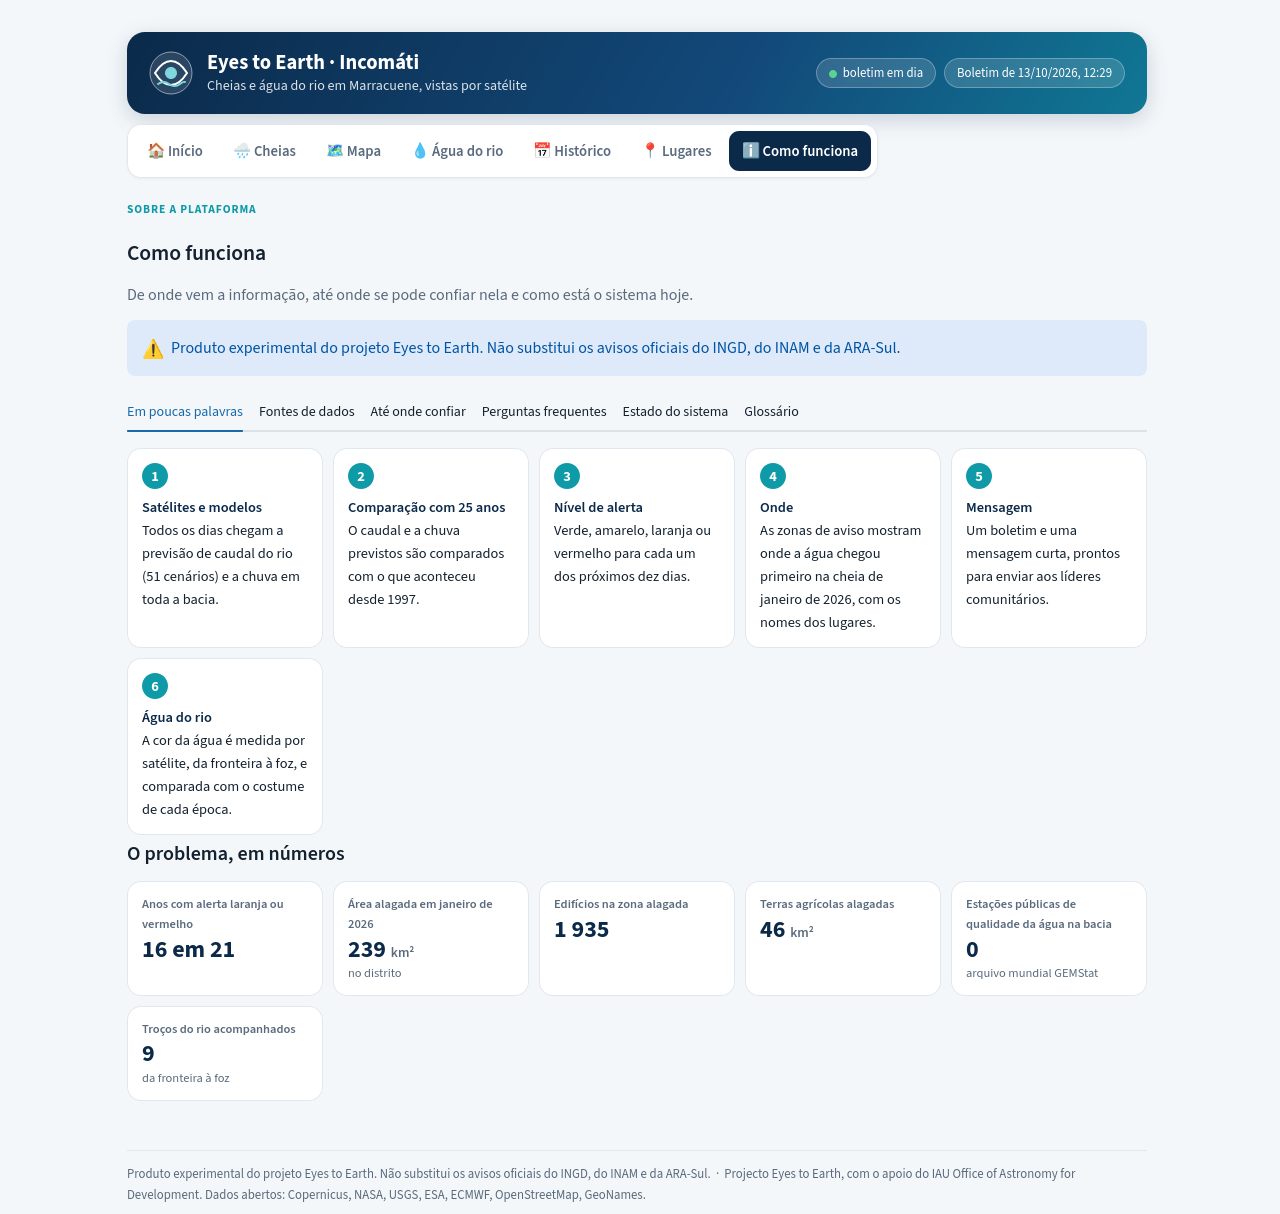 Eyes to Earth · Incomáti
Cheias e água do rio em Marracuene, vistas por satélite
boletim em dia
Boletim de 13/10/2026, 12:29
Início
Cheias
Mapa
Água do rio
Histórico
Lugares
Como funciona
SOBRE A PLATAFORMA
Como funciona
De onde vem a informação, até onde se pode confiar nela e como está o sistema hoje.
Produto experimental do projeto Eyes to Earth. Não substitui os avisos oficiais do INGD, do INAM e da ARA-Sul.
Em poucas palavras
Fontes de dados
Até onde confiar
Perguntas frequentes
Estado do sistema
Glossário
1
Satélites e modelos
Todos os dias chegam a
previsão de caudal do rio
(51 cenários) e a chuva em
toda a bacia.
2
Comparação com 25 anos
O caudal e a chuva
previstos são comparados
com o que aconteceu
desde 1997.
3
Nível de alerta
Verde, amarelo, laranja ou
vermelho para cada um
dos próximos dez dias.
4
Onde
As zonas de aviso mostram
onde a água chegou
primeiro na cheia de
janeiro de 2026, com os
nomes dos lugares.
5
Mensagem
Um boletim e uma
mensagem curta, prontos
para enviar aos líderes
comunitários.
6
Água do rio
A cor da água é medida por
satélite, da fronteira à foz, e
comparada com o costume
de cada época.
O problema, em números
Anos com alerta laranja ou
vermelho
16 em 21
Área alagada em janeiro de
2026
239 km²
no distrito
Edifícios na zona alagada
1 935
Terras agrícolas alagadas
46 km²
Estações públicas de
qualidade da água na bacia
0
arquivo mundial GEMStat
Troços do rio acompanhados
9
da fronteira à foz
Produto experimental do projeto Eyes to Earth. Não substitui os avisos oficiais do INGD, do INAM e da ARA-Sul. · Projecto Eyes to Earth, com o apoio do IAU Office of Astronomy for
Development. Dados abertos: Copernicus, NASA, USGS, ESA, ECMWF, OpenStreetMap, GeoNames.